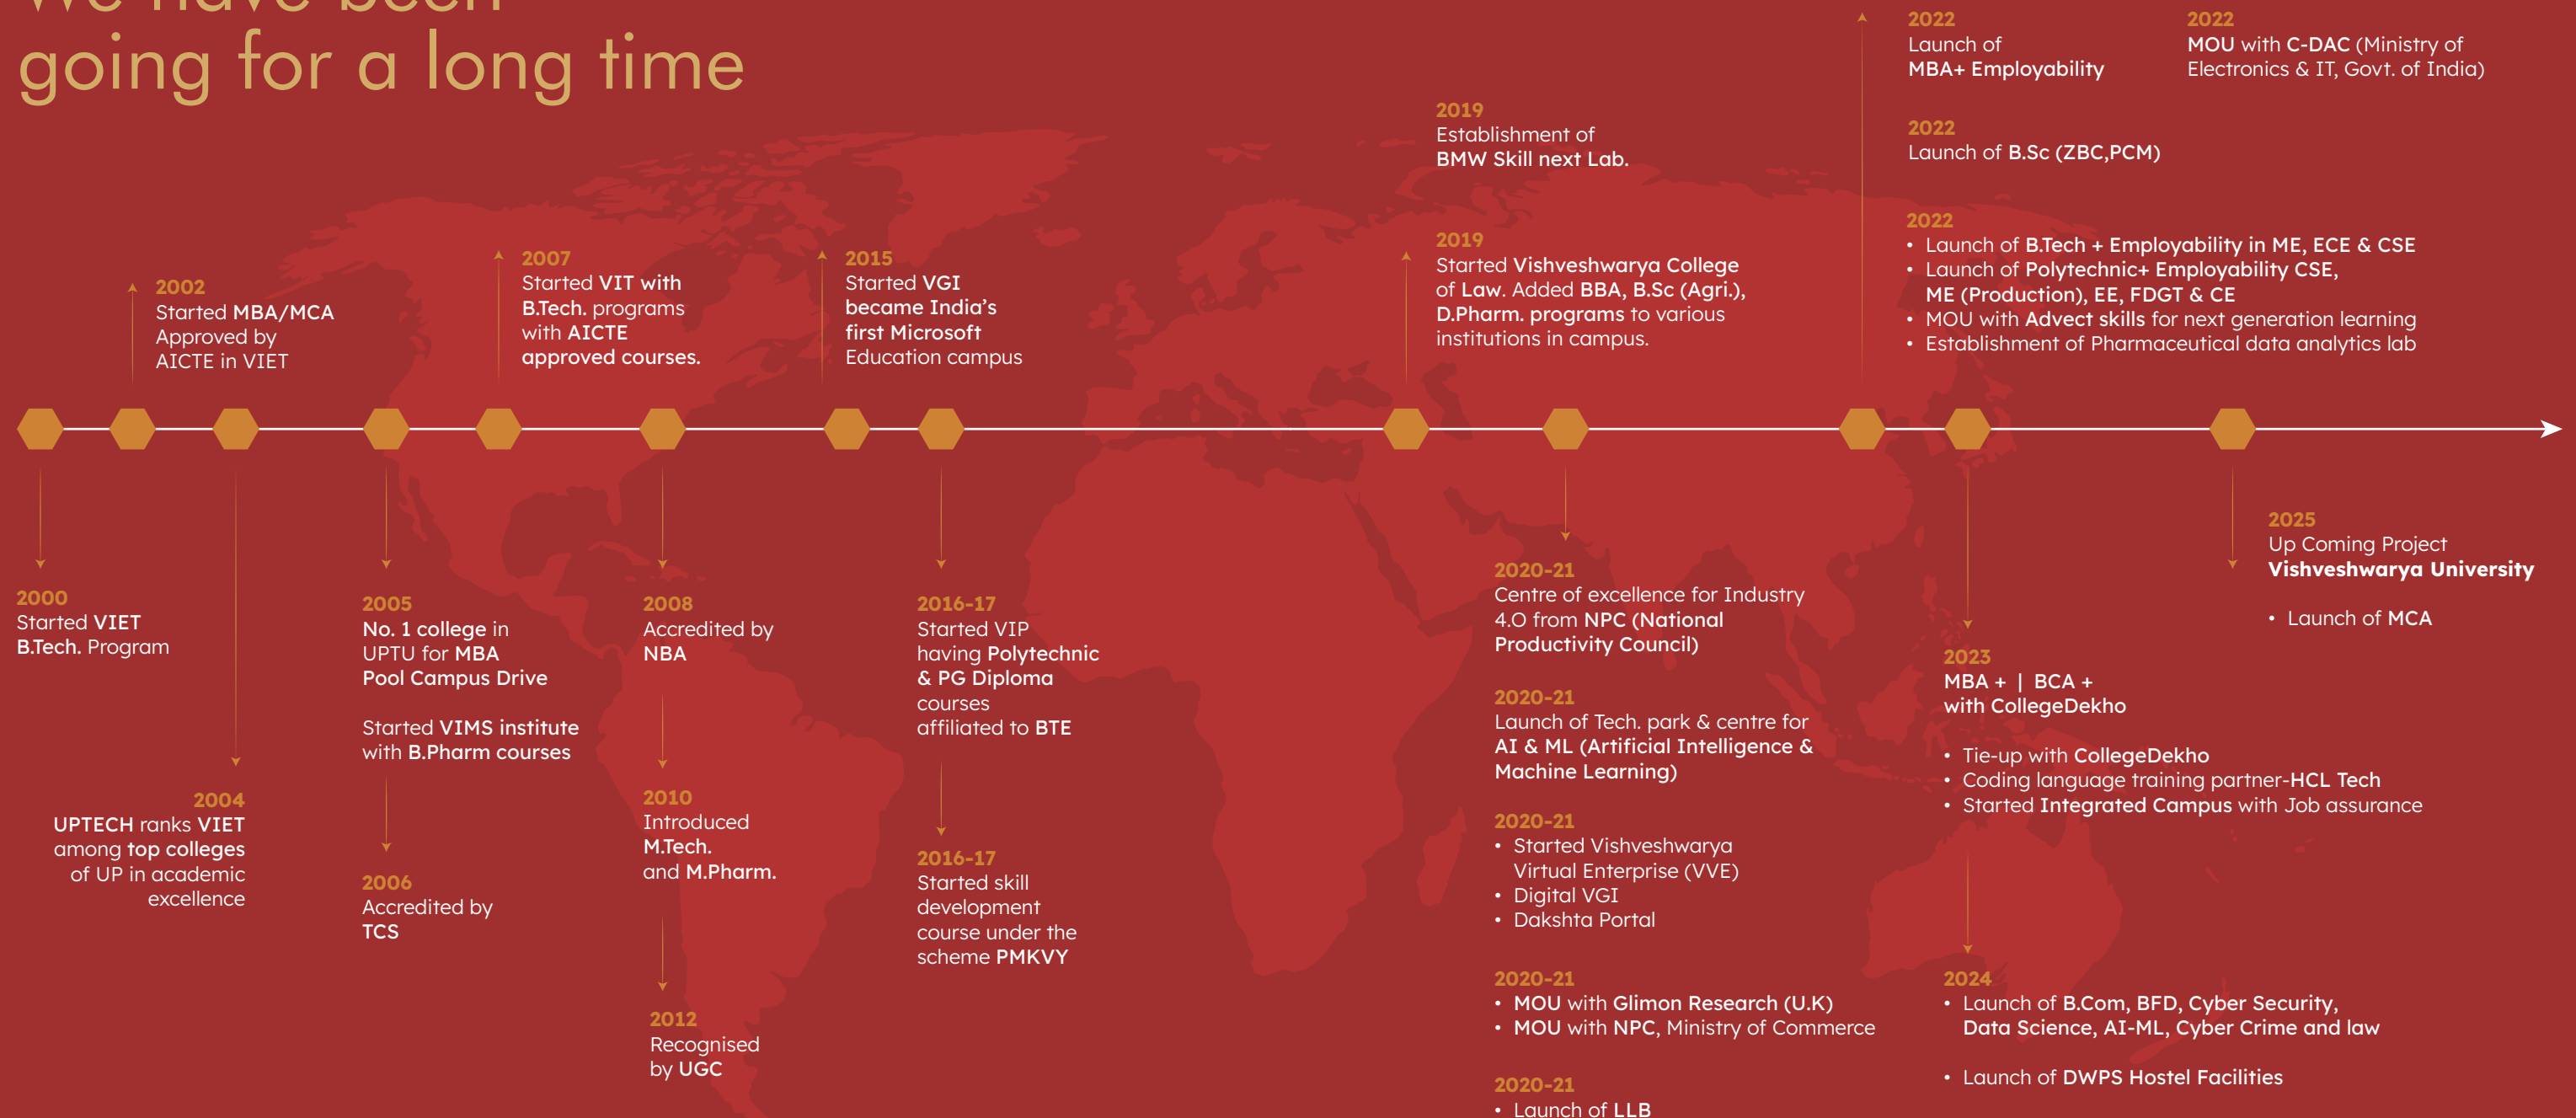 We have been
going for a long time
2000
Started VIET
B.Tech. Program
2002
Started MBA/MCA
Approved by
AICTE in VIET
2004
UPTECH ranks VIET
among top colleges
of UP in academic
excellence
2005
No. 1 college in
UPTU for MBA
Pool Campus Drive
Started VIMS institute
with B.Pharm courses
2006
Accredited by
TCS
2007
Started VIT with
B.Tech. programs
with AICTE
approved courses.
2008
Accredited by
NBA
2010
Introduced
M.Tech.
and M.Pharm.
2012
Recognised
by UGC
2015
Started VGI
became India's
first Microsoft
Education campus
2016-17
Started VIP
having Polytechnic
& PG Diploma
courses
affiliated to BTE
2016-17
Started skill
development
course under the
scheme PMKVY
2019
Establishment of
BMW Skill next Lab.
2019
Started Vishveshwarya College
of Law. Added BBA, B.Sc (Agri.),
D.Pharm. programs to various
institutions in campus.
2020-21
Centre of excellence for Industry
4.O from NPC (National
Productivity Council)
2020-21
Launch of Tech. park & centre for
AI & ML (Artificial Intelligence &
Machine Learning)
2020-21
• Started Vishveshwarya
Virtual Enterprise (VVE)
• Digital VGI
• Dakshta Portal
2020-21
• MOU with Glimon Research (U.K)
• MOU with NPC, Ministry of Commerce
2020-21
• Launch of LLB
2022
Launch of
MBA+ Employability
2022
MOU with C-DAC (Ministry of
Electronics & IT, Govt. of India)
2022
Launch of B.Sc (ZBC,PCM)
2022
• Launch of B.Tech + Employability in ME, ECE & CSE
• Launch of Polytechnic+ Employability CSE,
ME (Production), EE, FDGT & CE
• MOU with Advect skills for next generation learning
• Establishment of Pharmaceutical data analytics lab
2023
MBA + | BCA +
with CollegeDekho
• Tie-up with CollegeDekho
• Coding language training partner-HCL Tech
• Started Integrated Campus with Job assurance
2024
• Launch of B.Com, BFD, Cyber Security,
Data Science, AI-ML, Cyber Crime and law
• Launch of DWPS Hostel Facilities
2025
Up Coming Project
Vishveshwarya University
• Launch of MCA